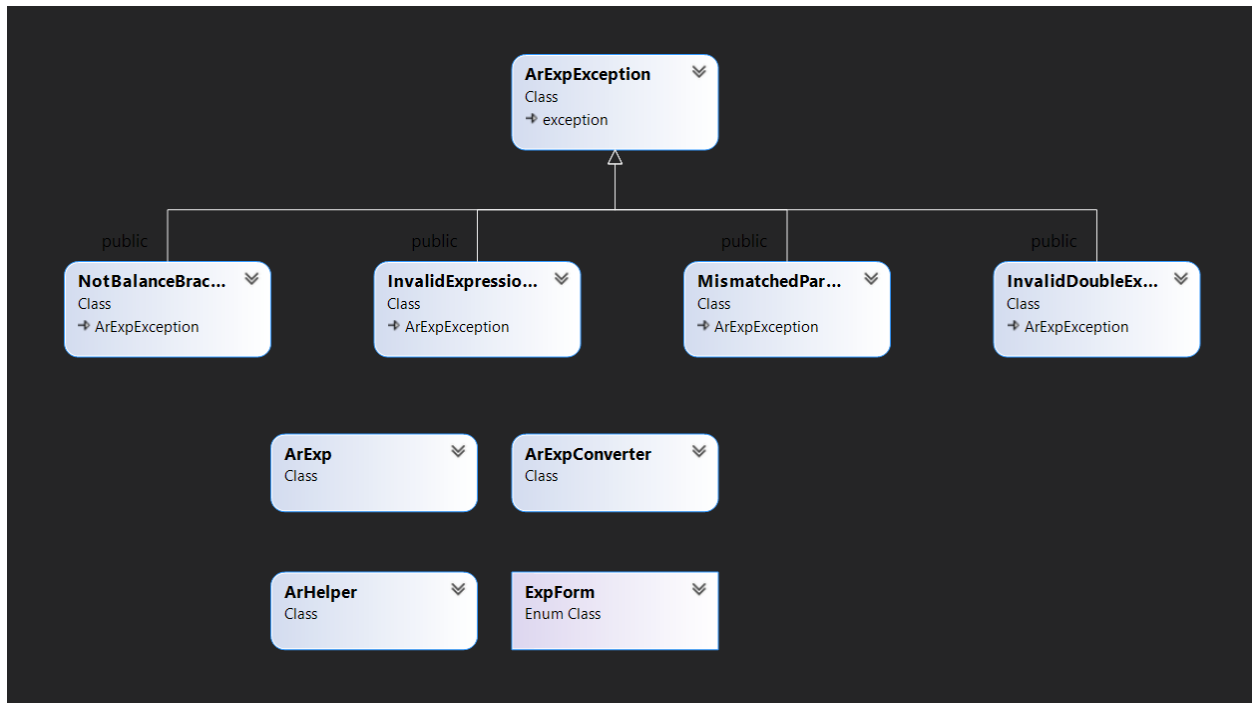 ArExpException
Class
exception
public
public
public
public
NotBalanceBrac...
Class
ArExpException
InvalidExpressio...
Class
ArExpException
MismatchedPar...
Class
ArExpException
InvalidDoubleEx...
Class
ArExpException
ArExp
Class
ArExpConverter
Class
ArHelper
Class
ExpForm
Enum Class